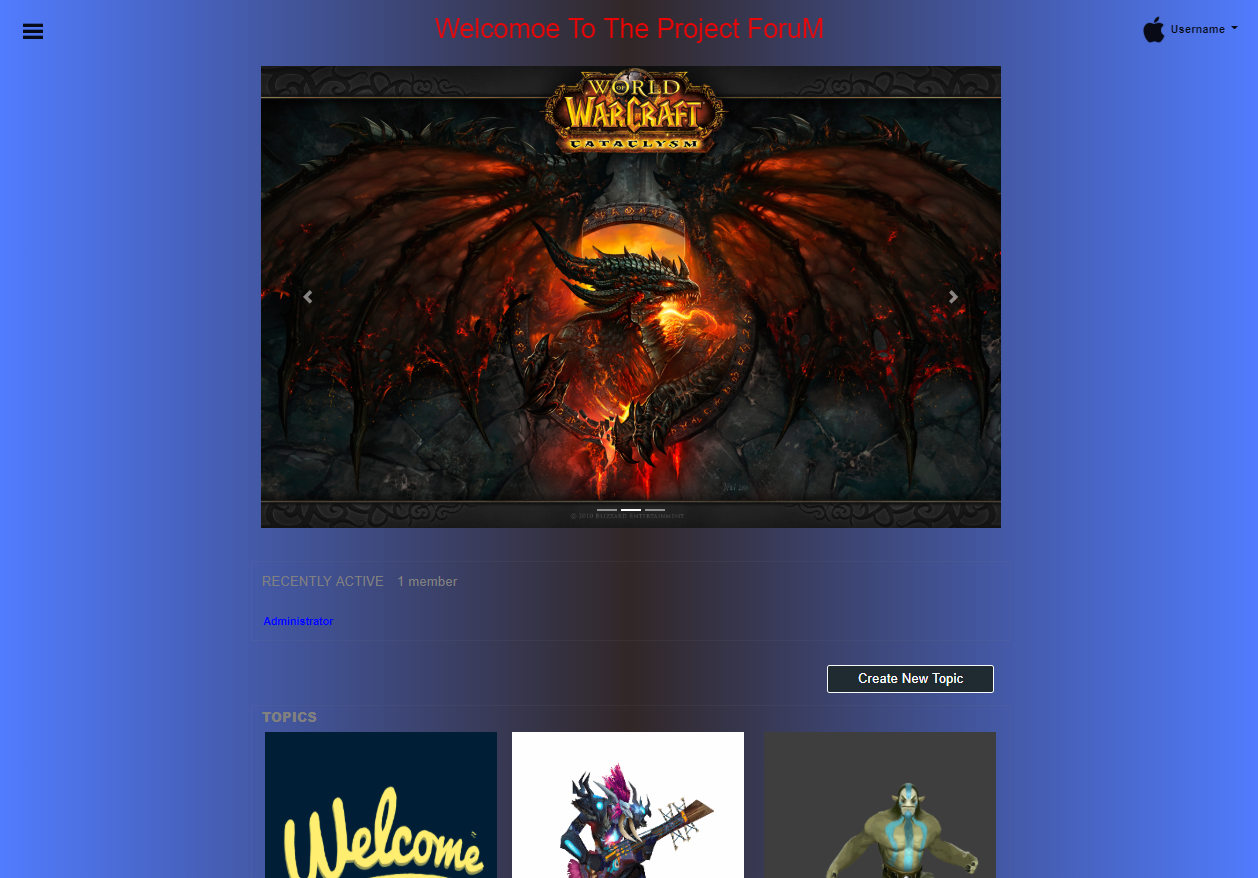 Welcomoe To The Project ForuM
Username
WORLD
OF
WARCRAFT
CATACLYSM
© 2010 BLIZZARD ENTERTAINMENT
RECENTLY ACTIVE 1 member
Administrator
Create New Topic
TOPICS
Welcome